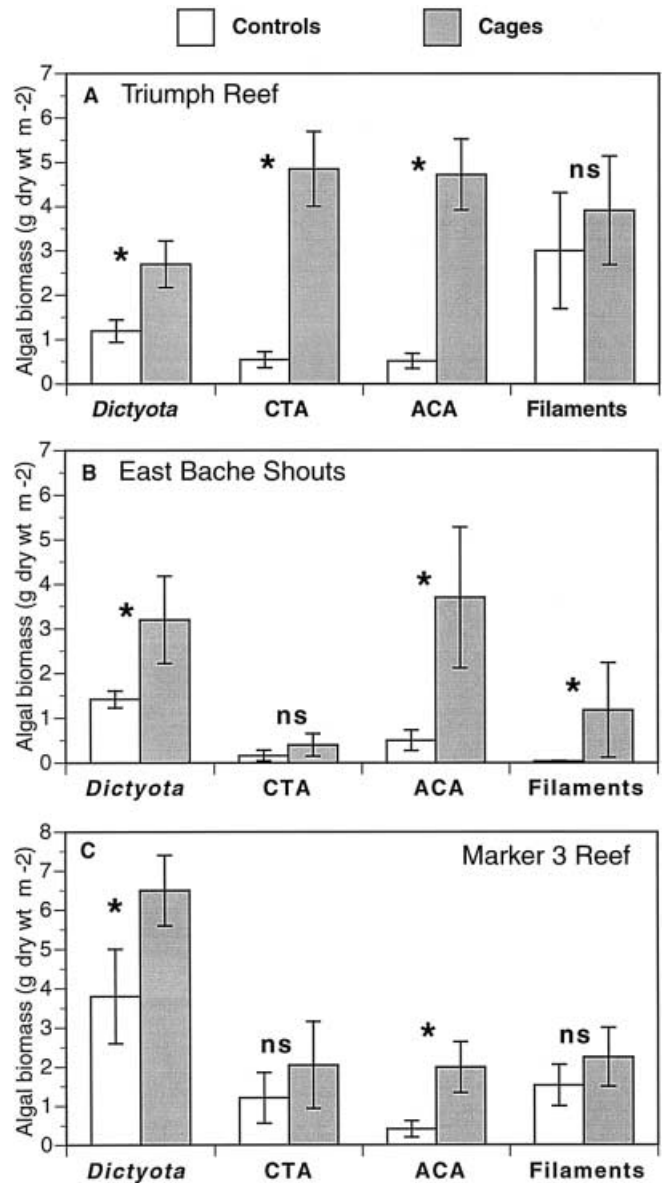 Controls Cages
A Triumph Reef
Algal biomass (g dry wt m -2)
7
6
5
4
3
2
1
0
*
*
*
ns
Dictyota CTA ACA Filaments
B East Bache Shouts
Algal biomass (g dry wt m -2)
7
6
5
4
3
2
1
0
*
ns
*
*
Dictyota CTA ACA Filaments
C Marker 3 Reef
Algal biomass (g dry wt m -2)
8
7
6
5
4
3
2
1
0
*
ns
*
ns
Dictyota CTA ACA Filaments